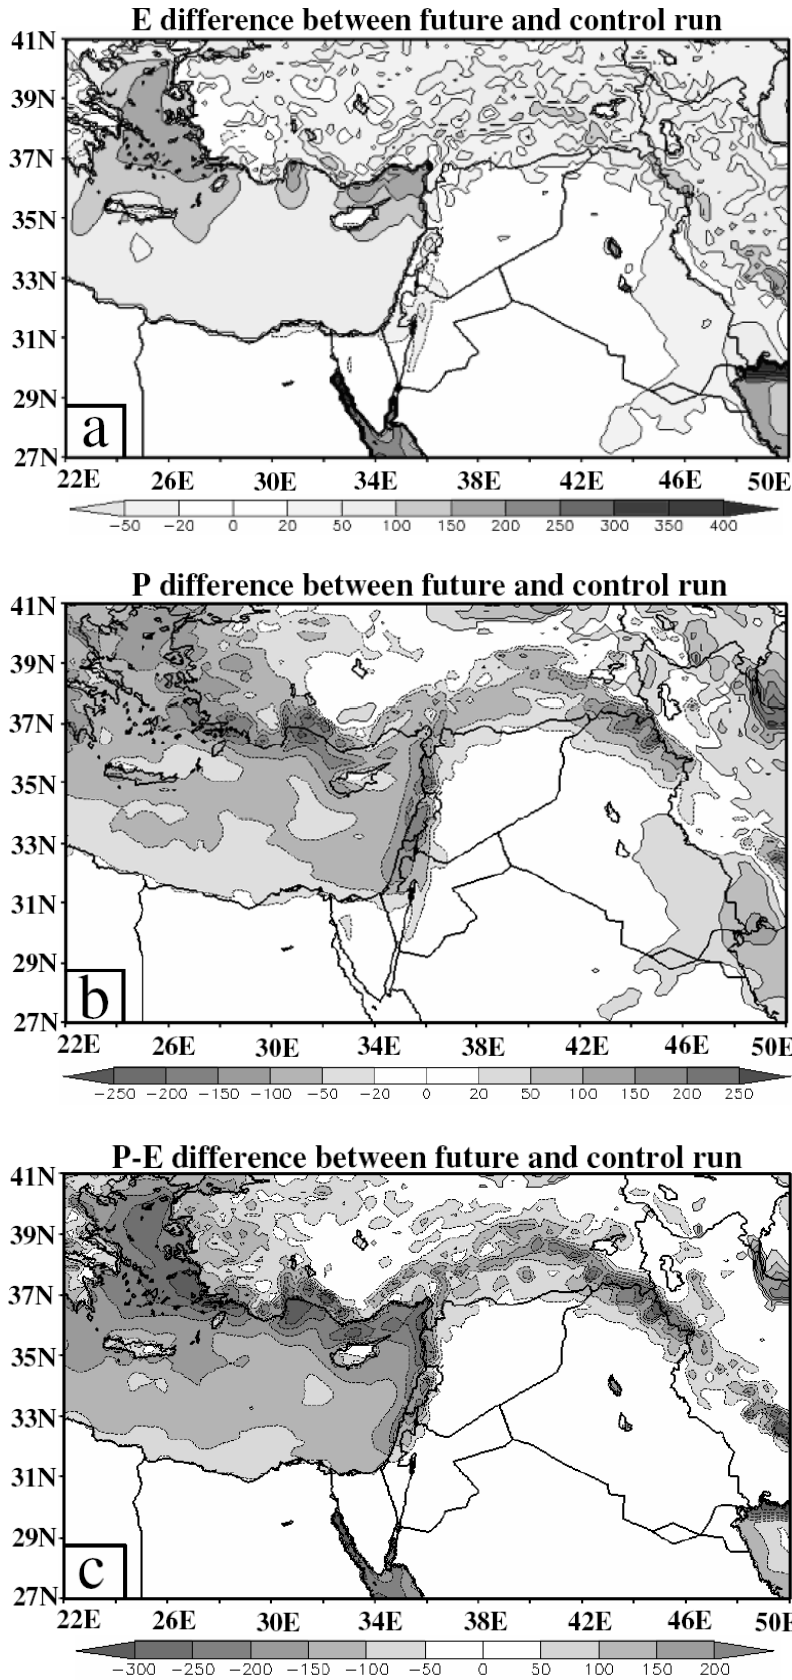 E difference between future and control run
41N
39N
37N
35N
33N
31N
29N
27N
a
22E 26E 30E 34E 38E 42E 46E 50E
−50 −20 0 20 50 100 150 200 250 300 350 400
P difference between future and control run
41N
39N
37N
35N
33N
31N
29N
27N
b
22E 26E 30E 34E 38E 42E 46E 50E
−250 −200 −150 −100 −50 −20 0 20 50 100 150 200 250
P-E difference between future and control run
41N
39N
37N
35N
33N
31N
29N
27N
c
22E 26E 30E 34E 38E 42E 46E 50E
−300 −250 −200 −150 −100 −50 0 50 100 150 200